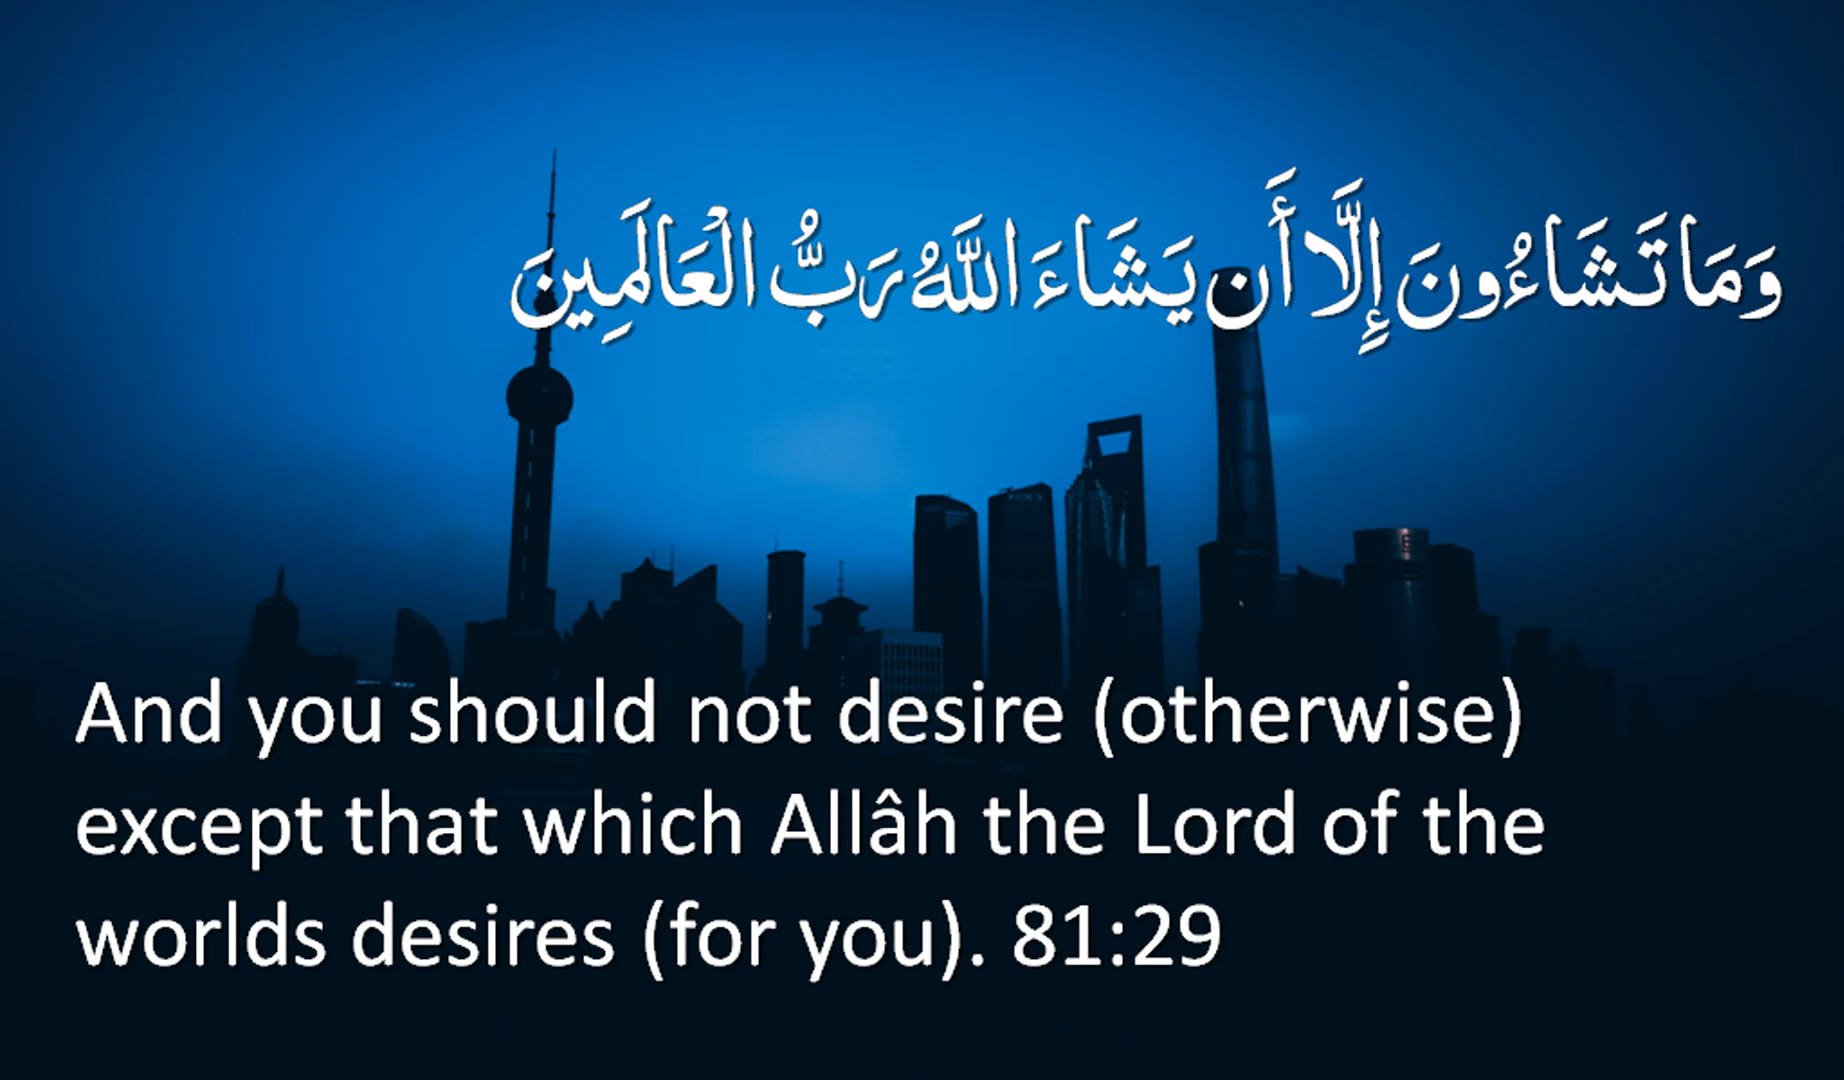 وَمَا تَشَاءُونَ إِلَّا أَن يَشَاءَ اللَّهُ رَبُّ الْعَالَمِينَ
And you should not desire (otherwise)
except that which Allâh the Lord of the
worlds desires (for you). 81:29